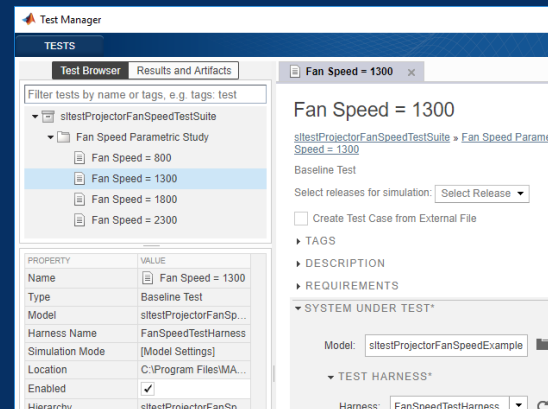 Test Manager
TESTS
Test Browser Results and Artifacts
Filter tests by name or tags, e.g. tags: test
sltestProjectorFanSpeedTestSuite
Fan Speed Parametric Study
Fan Speed = 800
Fan Speed = 1300
Fan Speed = 1800
Fan Speed = 2300
PROPERTY VALUE
Name Fan Speed = 1300
Type Baseline Test
Model sltestProjectorFanSp...
Harness Name FanSpeedTestHarness
Simulation Mode [Model Settings]
Location C:\Program Files\MA...
Enabled
Hierarchy sltestProjectorFanSp...
Fan Speed = 1300 ×
Fan Speed = 1300
sltestProjectorFanSpeedTestSuite » Fan Speed Parame
Speed = 1300
Baseline Test
Select releases for simulation: Select Release
Create Test Case from External File
TAGS
DESCRIPTION
REQUIREMENTS
SYSTEM UNDER TEST*
Model: sltestProjectorFanSpeedExample
TEST HARNESS*
Harness: FanSpeedTestHarness